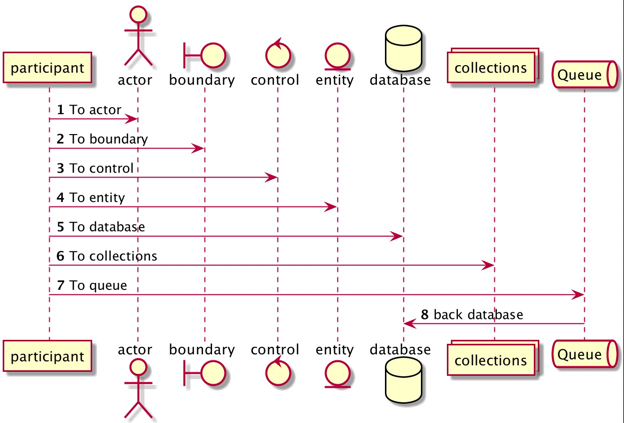 participant
actor
boundary
control
entity
database
collections
Queue
1 To actor
2 To boundary
3 To control
4 To entity
5 To database
6 To collections
7 To queue
8 back database
participant
actor
boundary
control
entity
database
collections
Queue